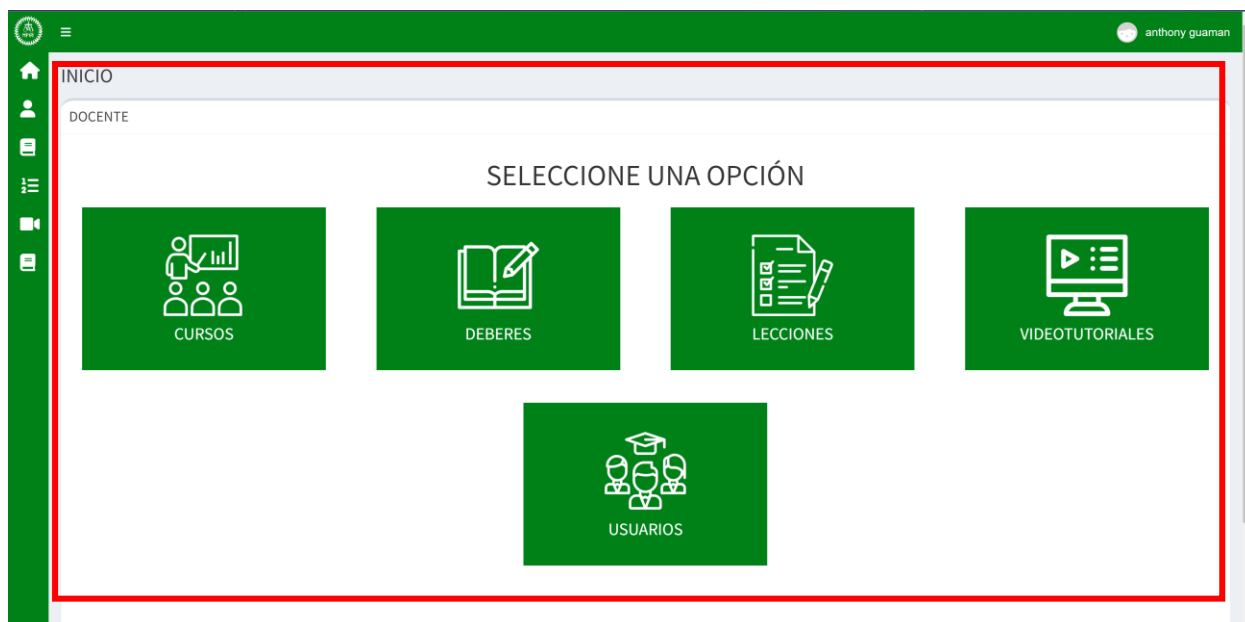 anthony guaman
INICIO
DOCENTE
SELECCIONE UNA OPCIÓN
CURSOS
DEBERES
LECCIONES
VIDEOTUTORIALES
USUARIOS